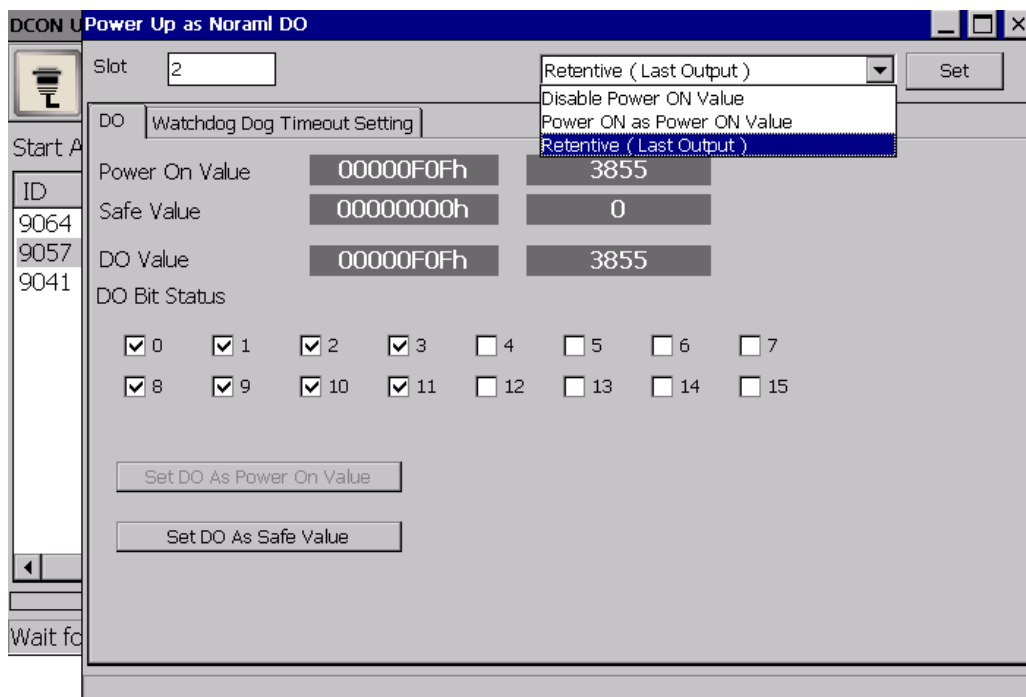 DCON U
Power Up as Noraml DO
Slot 2 Retentive ( Last Output ) Set
Disable Power ON Value
Power ON as Power ON Value
Retentive ( Last Output )
DO Watchdog Dog Timeout Setting
Start A
ID
9064
9057
9041
Power On Value 00000F0Fh 3855
Safe Value 00000000h 0
DO Value 00000F0Fh 3855
DO Bit Status
0 1 2 3 4 5 6 7
8 9 10 11 12 13 14 15
Set DO As Power On Value
Set DO As Safe Value
Wait fo